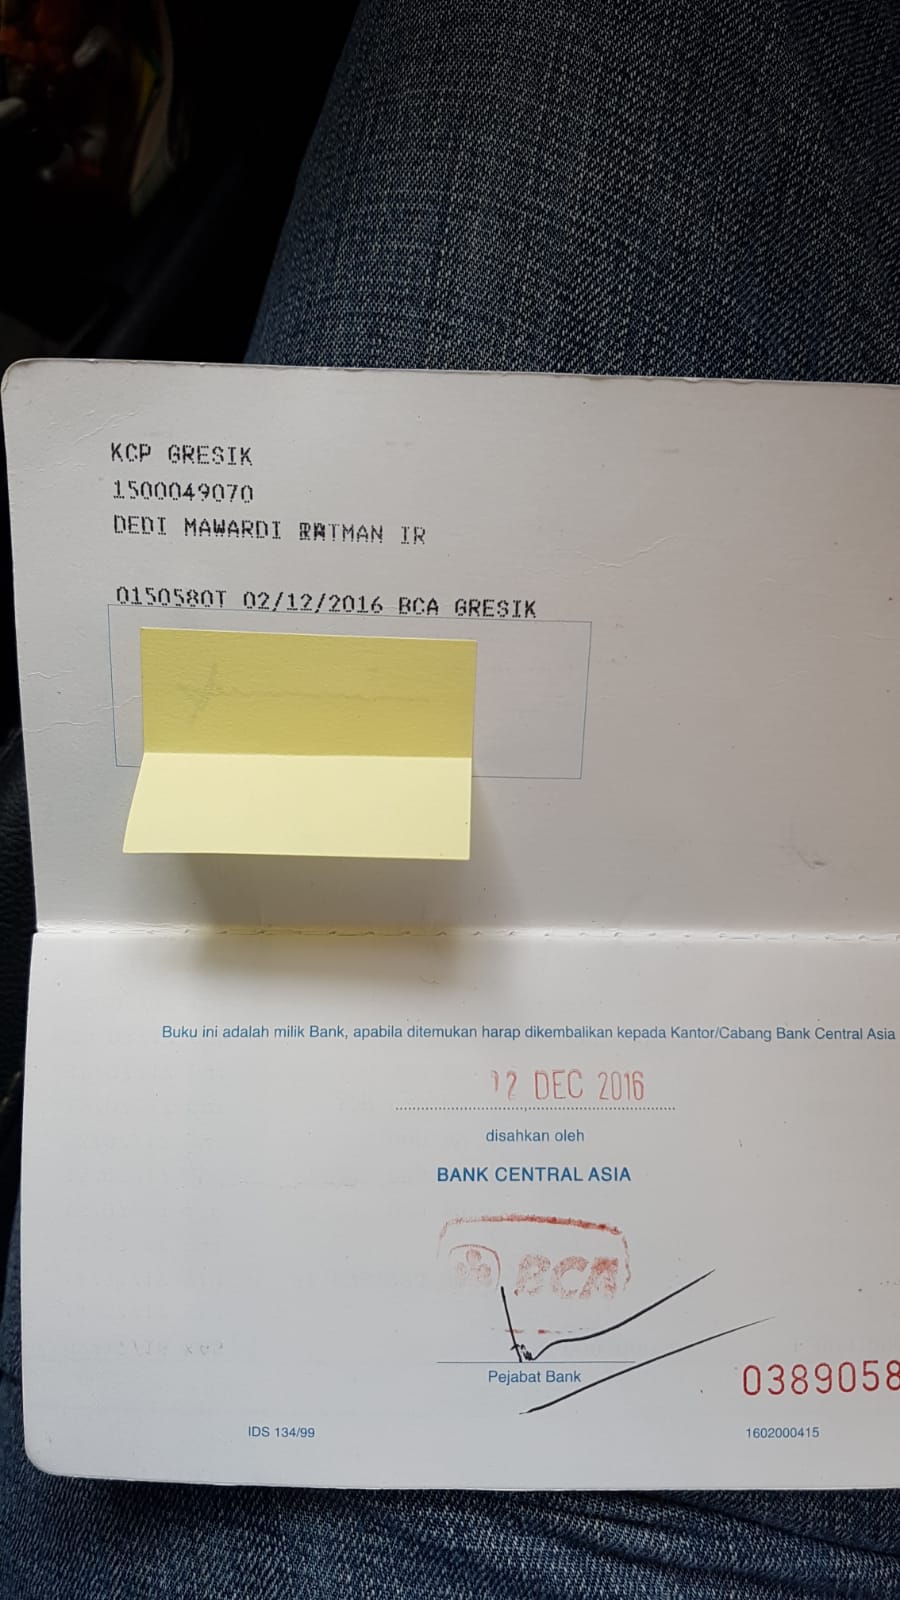 KCP GRESIK
1500049070
DEDI MAWARDI RATMAN IR
0150580T 02/12/2016 BCA GRESIK
Buku ini adalah milik Bank, apabila ditemukan harap dikembalikan kepada Kantor/Cabang Bank Central Asia
12 DEC 2016
disahkan oleh
BANK CENTRAL ASIA
BCA
Pejabat Bank
0389058
IDS 134/99
1602000415